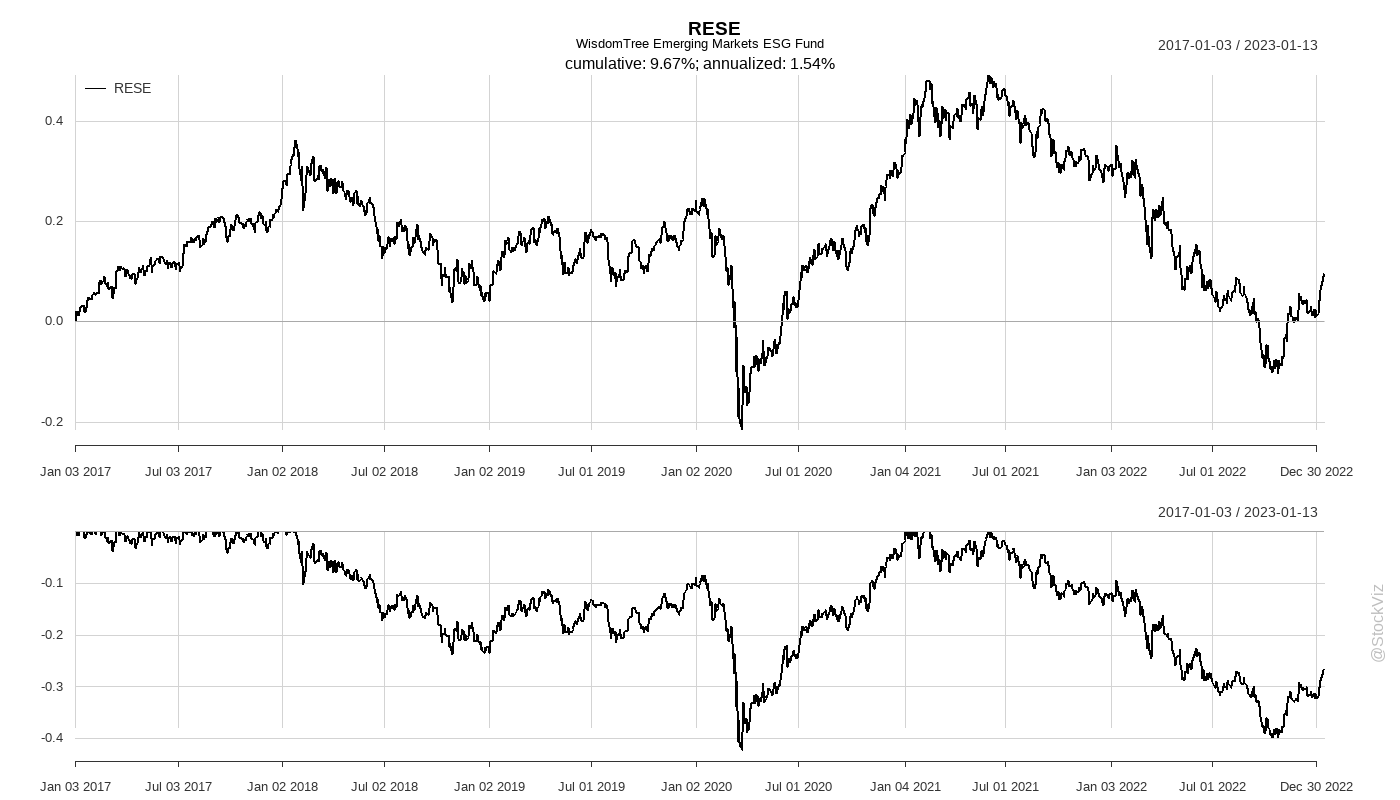 RESE
WisdomTree Emerging Markets ESG Fund
2017-01-03 / 2023-01-13
cumulative: 9.67%; annualized: 1.54%
RESE
0.4
0.2
0.0
-0.2
Jan 03 2017 Jul 03 2017 Jan 02 2018 Jul 02 2018 Jan 02 2019 Jul 01 2019 Jan 02 2020 Jul 01 2020 Jan 04 2021 Jul 01 2021 Jan 03 2022 Jul 01 2022 Dec 30 2022
2017-01-03 / 2023-01-13
-0.1
-0.2
-0.3
-0.4
Jan 03 2017 Jul 03 2017 Jan 02 2018 Jul 02 2018 Jan 02 2019 Jul 01 2019 Jan 02 2020 Jul 01 2020 Jan 04 2021 Jul 01 2021 Jan 03 2022 Jul 01 2022 Dec 30 2022
@StockViz